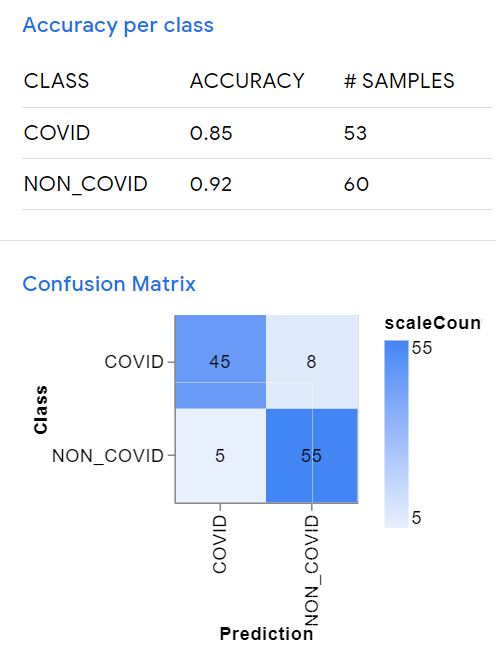 Accuracy per class
CLASS ACCURACY # SAMPLES
COVID 0.85 53
NON_COVID 0.92 60
Confusion Matrix
scaleCoun
55
COVID 45 8
Class
NON_COVID 5 55
5
COVID
NON_COVID
Prediction